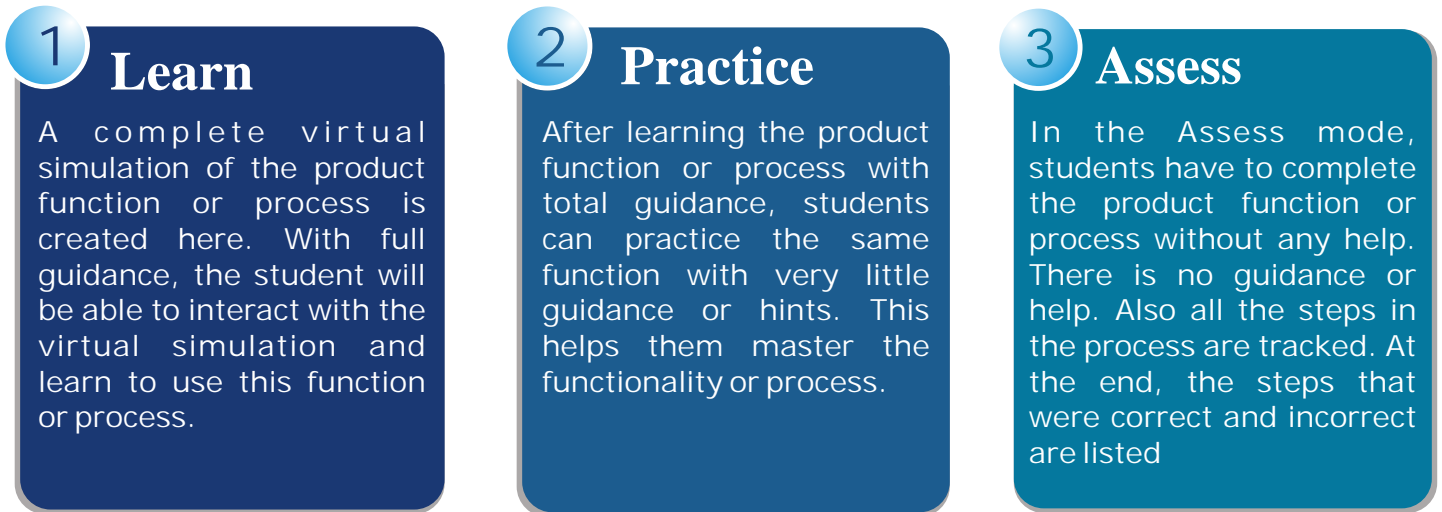 1
Learn
A complete virtual
simulation of the product
function or process is
created here. With full
guidance, the student will
be able to interact with the
virtual simulation and
learn to use this function
or process.
2
Practice
After learning the product
function or process with
total guidance, students
can practice the same
function with very little
guidance or hints. This
helps them master the
functionality or process.
3
Assess
In the Assess mode,
students have to complete
the product function or
process without any help.
There is no guidance or
help. Also all the steps in
the process are tracked. At
the end, the steps that
were correct and incorrect
are listed